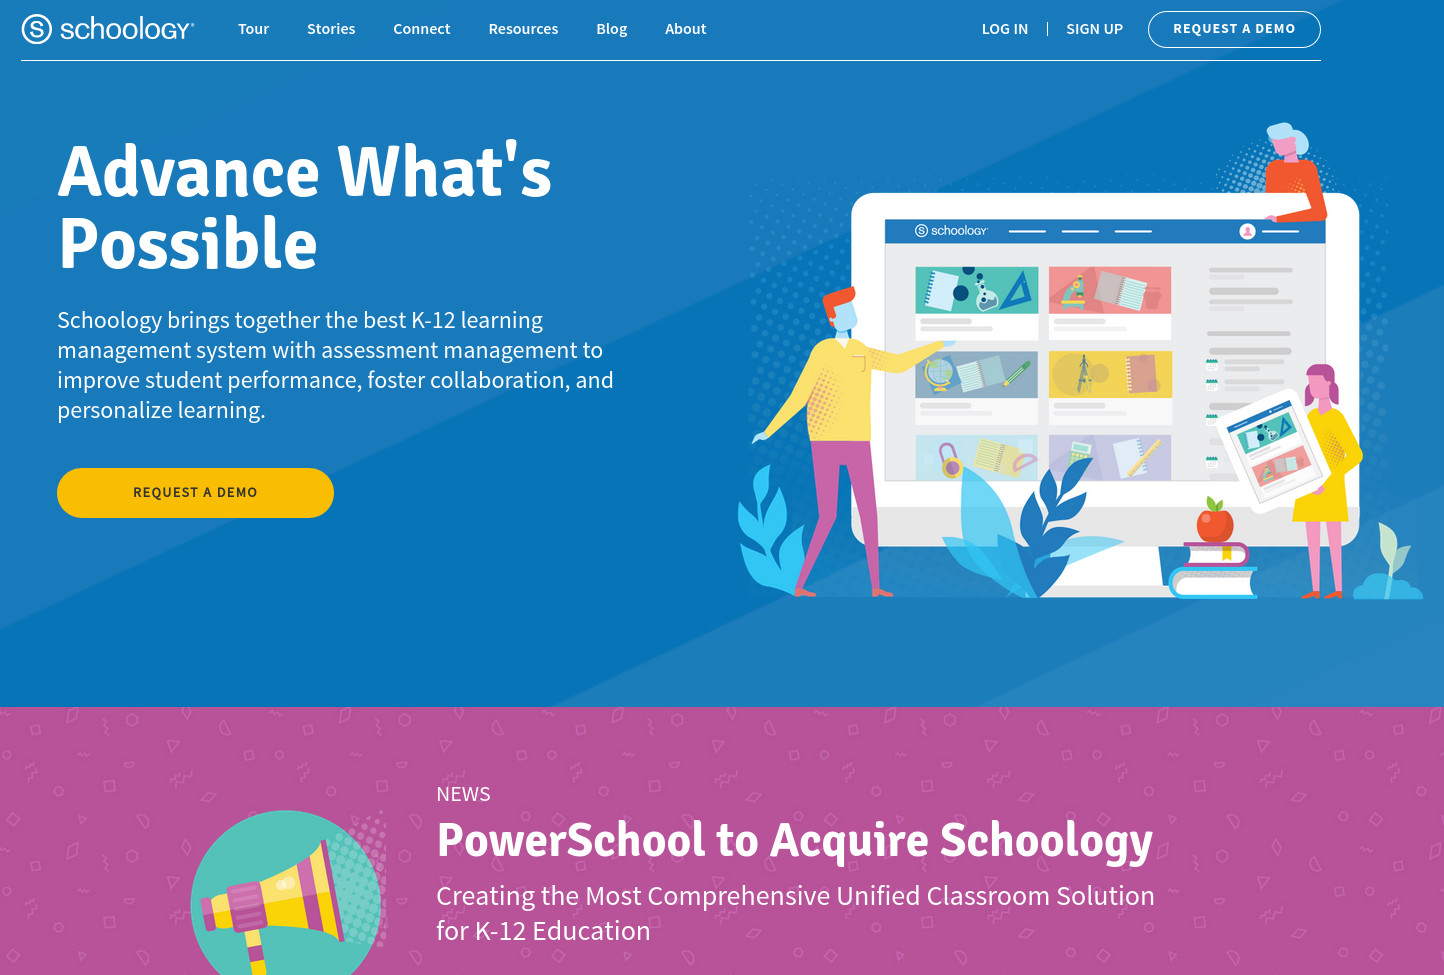 schoology
Tour
Stories
Connect
Resources
Blog
About
LOG IN
SIGN UP
REQUEST A DEMO
Advance What's
Possible
Schoology brings together the best K-12 learning
management system with assessment management to
improve student performance, foster collaboration, and
personalize learning.
REQUEST A DEMO
schoology
NEWS
PowerSchool to Acquire Schoology
Creating the Most Comprehensive Unified Classroom Solution
for K-12 Education